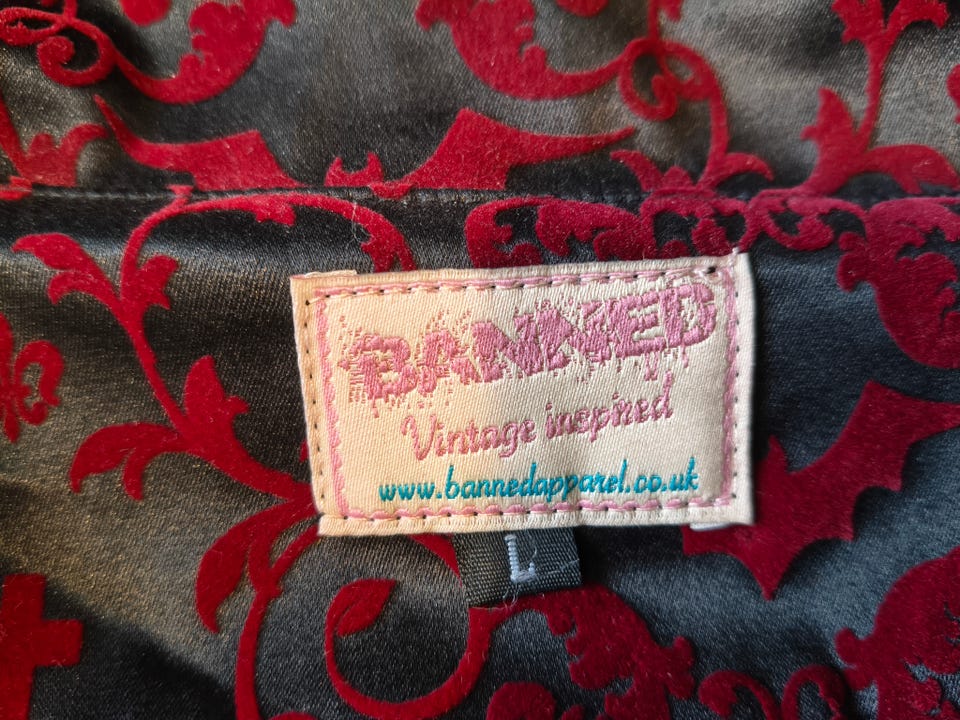 BANNED
Vintage inspired
www.bannedapparel.co.uk
L